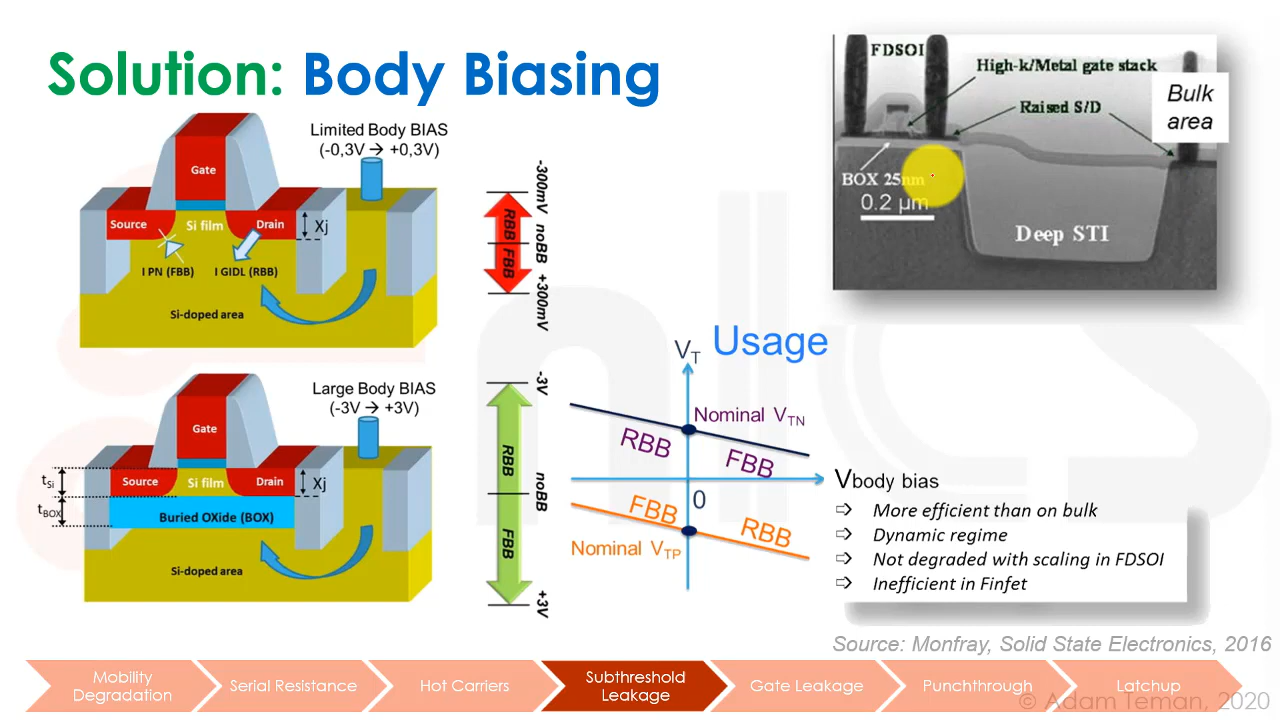 Solution: Body Biasing
Limited Body BIAS
(-0,3V → +0,3V)
Gate
Source
Si film
Drain
Xj
I PN (FBB)
I GIDL (RBB)
Si-doped area
-300mV
noBB
+300mV
RBB
FBB
FDSOI
High-k/Metal gate stack
Raised S/D
Bulk
area
BOX 25nm
0.2 µm
Deep STI
Large Body BIAS
(-3V → +3V)
Gate
tSi
Source
Si film
Drain
Xj
tBOX
Buried OXide (BOX)
Si-doped area
-3V
noBB
+3V
RBB
FBB
VT
Usage
Nominal VTN
RBB
FBB
0
FBB
RBB
Nominal VTP
Vbody bias
⇨ More efficient than on bulk
⇨ Dynamic regime
⇨ Not degraded with scaling in FDSOI
⇨ Inefficient in Finfet
Source: Monfray, Solid State Electronics, 2016
Mobility
Degradation
Serial Resistance
Hot Carriers
Subthreshold
Leakage
Gate Leakage
Punchthrough
Latchup
© Adam Teman, 2020